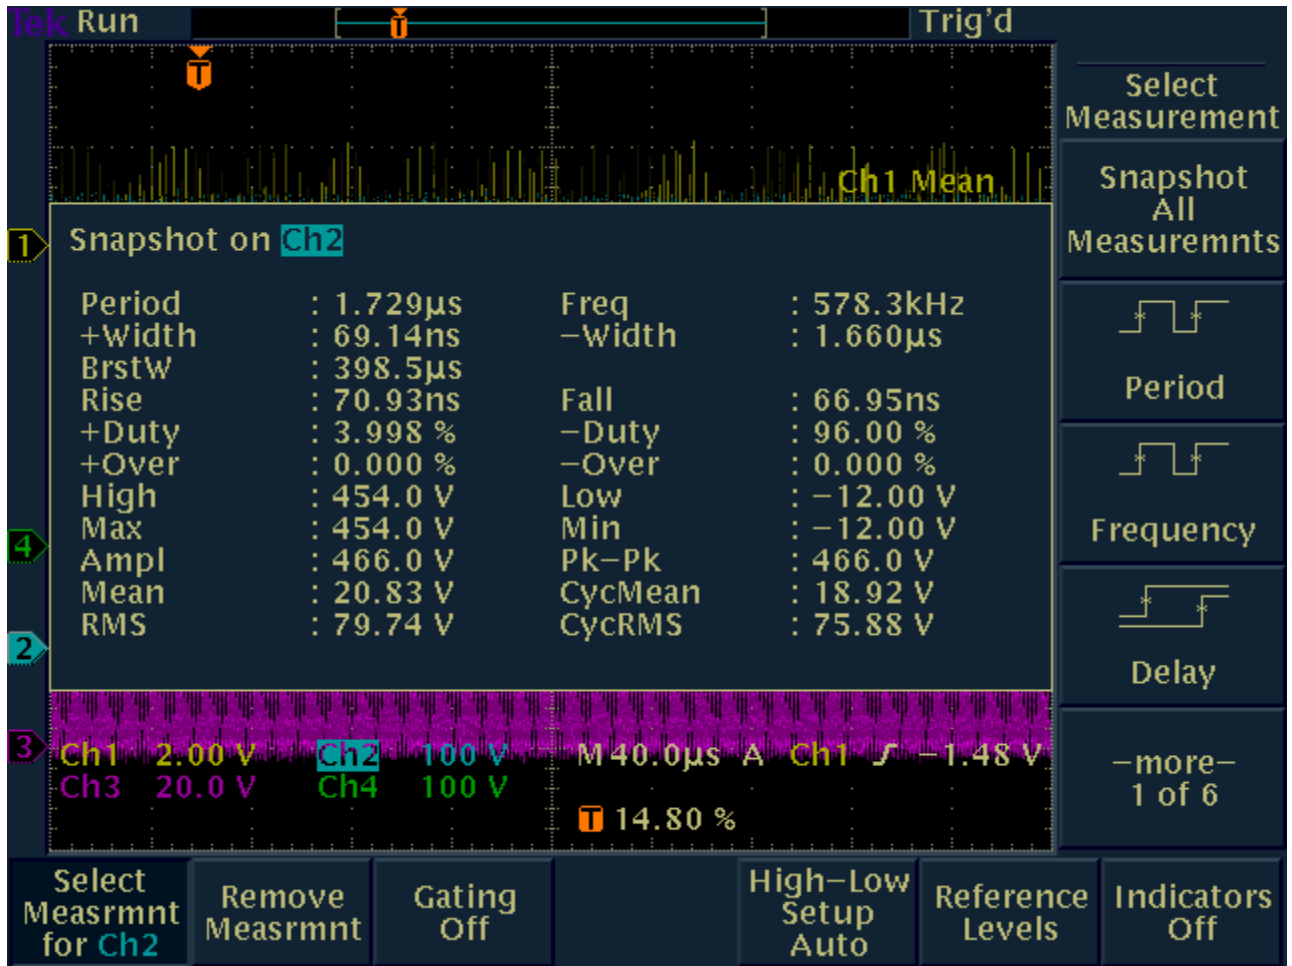 Tek Run Trig'd
T
T
Select
Measurement
Snapshot
All
Measuremnts
Ch1 Mean
1
Snapshot on Ch2
Period : 1.729µs Freq : 578.3kHz
+Width : 69.14ns −Width : 1.660µs
BrstW : 398.5µs
Rise : 70.93ns Fall : 66.95ns
+Duty : 3.998 % −Duty : 96.00 %
+Over : 0.000 % −Over : 0.000 %
High : 454.0 V Low : −12.00 V
Max : 454.0 V Min : −12.00 V
Ampl : 466.0 V Pk−Pk : 466.0 V
Mean : 20.83 V CycMean : 18.92 V
RMS : 79.74 V CycRMS : 75.88 V
4
2
3
Period
Frequency
Delay
−more−
1 of 6
Ch1 2.00 V Ch2 100 V M 40.0µs A Ch1 −1.48 V
Ch3 20.0 V Ch4 100 V
T 14.80 %
Select
Measrmnt
for Ch2
Remove
Measrmnt
Gating
Off
High−Low
Setup
Auto
Reference
Levels
Indicators
Off